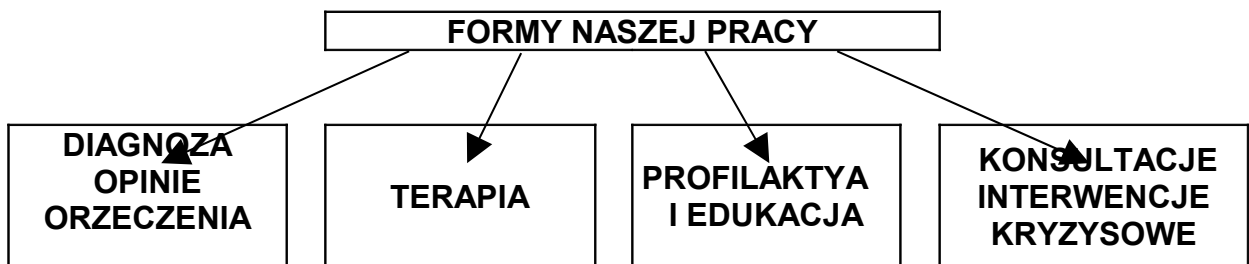 FORMY NASZEJ PRACY
DIAGNOZA
OPINIE
ORZECZENIA
TERAPIA
PROFILAKTYA
I EDUKACJA
KONSULTACJE
INTERWENCJE
KRYZYSOWE